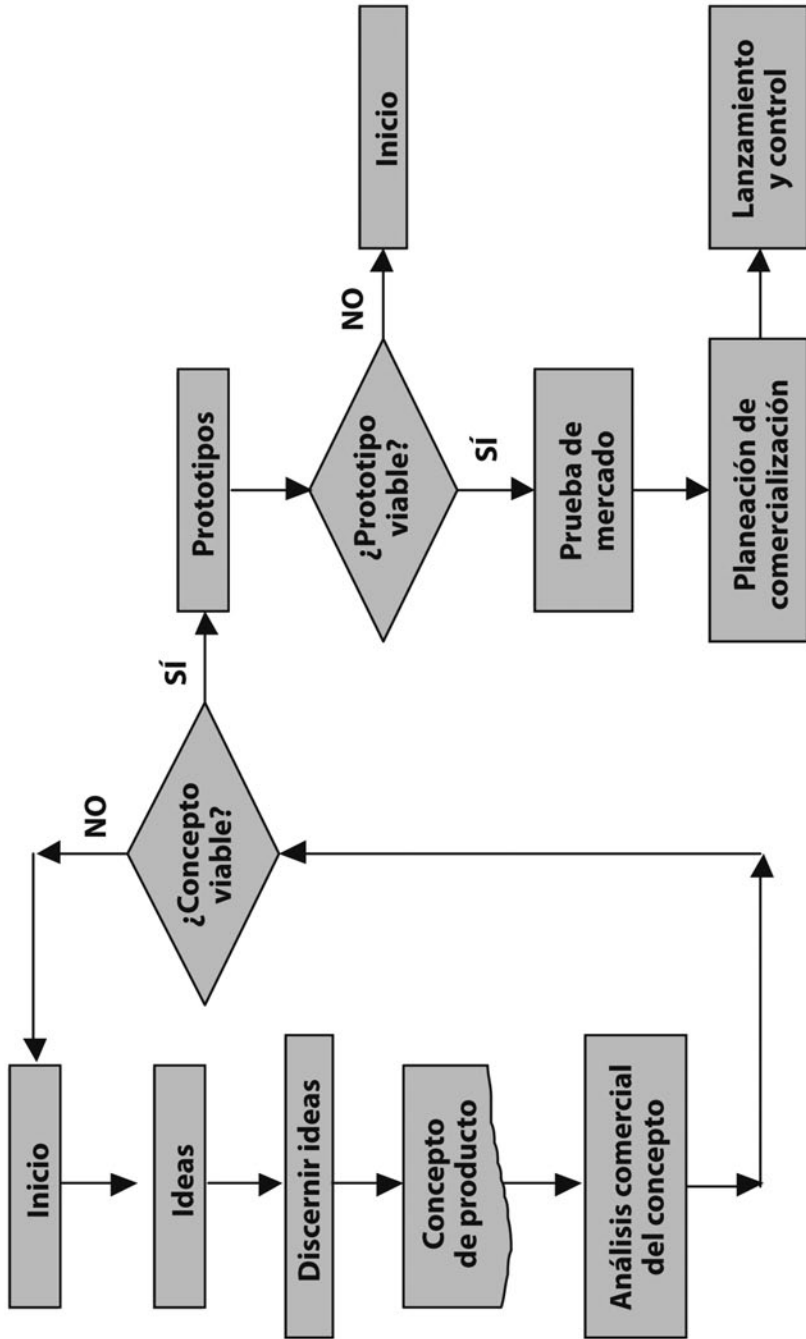 Inicio
Ideas
Discernir ideas
Concepto
de producto
Análisis comercial
del concepto
¿Concepto
viable?
NO
SÍ
Prototipos
¿Prototipo
viable?
NO
Inicio
SÍ
Prueba de
mercado
Planeación de
comercialización
Lanzamiento
y control